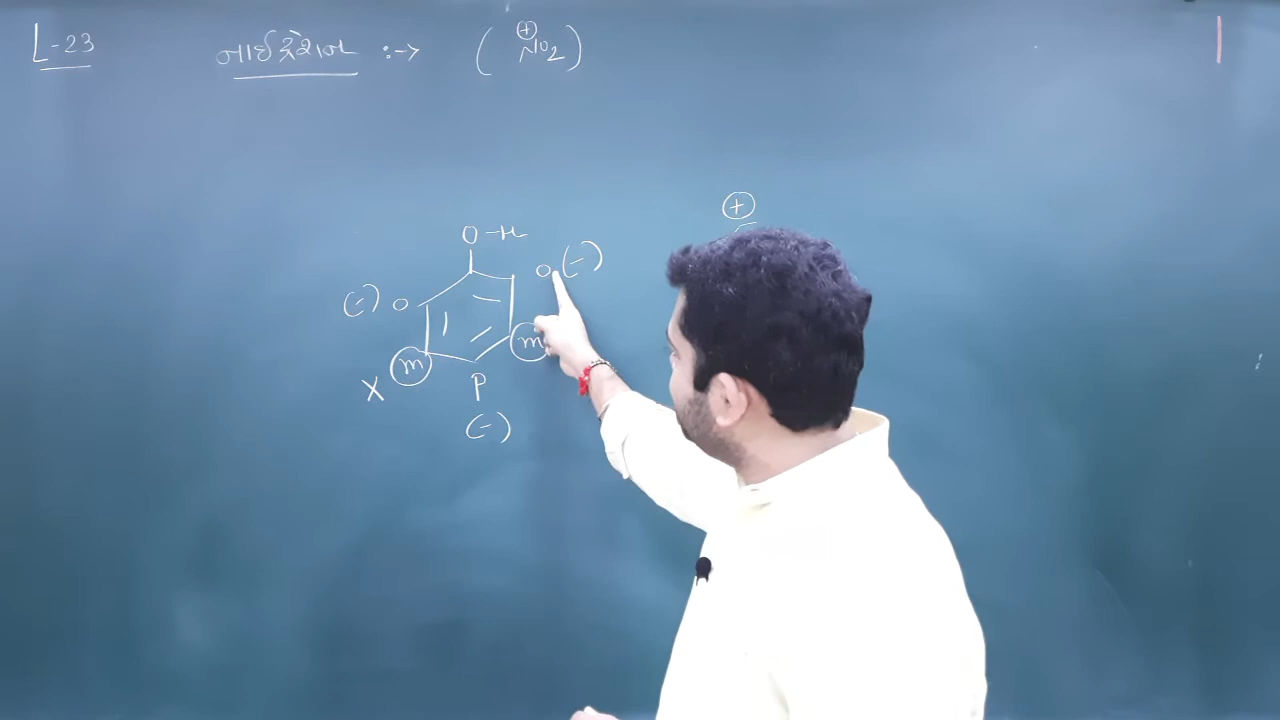 L-23 નાઈટ્રેશન :-> (⊕NO2)
⊕
O-H
O (-)
(-) O
m
m
X P
(-)